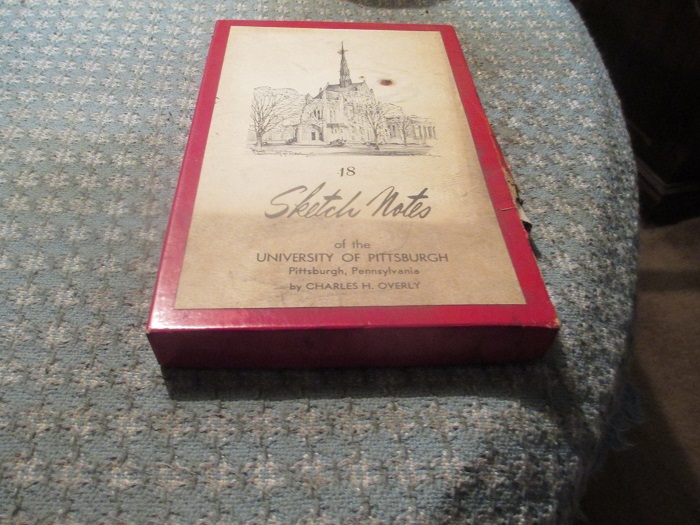 18
Sketch Notes
of the
UNIVERSITY OF PITTSBURGH
Pittsburgh, Pennsylvania
by CHARLES H. OVERLY